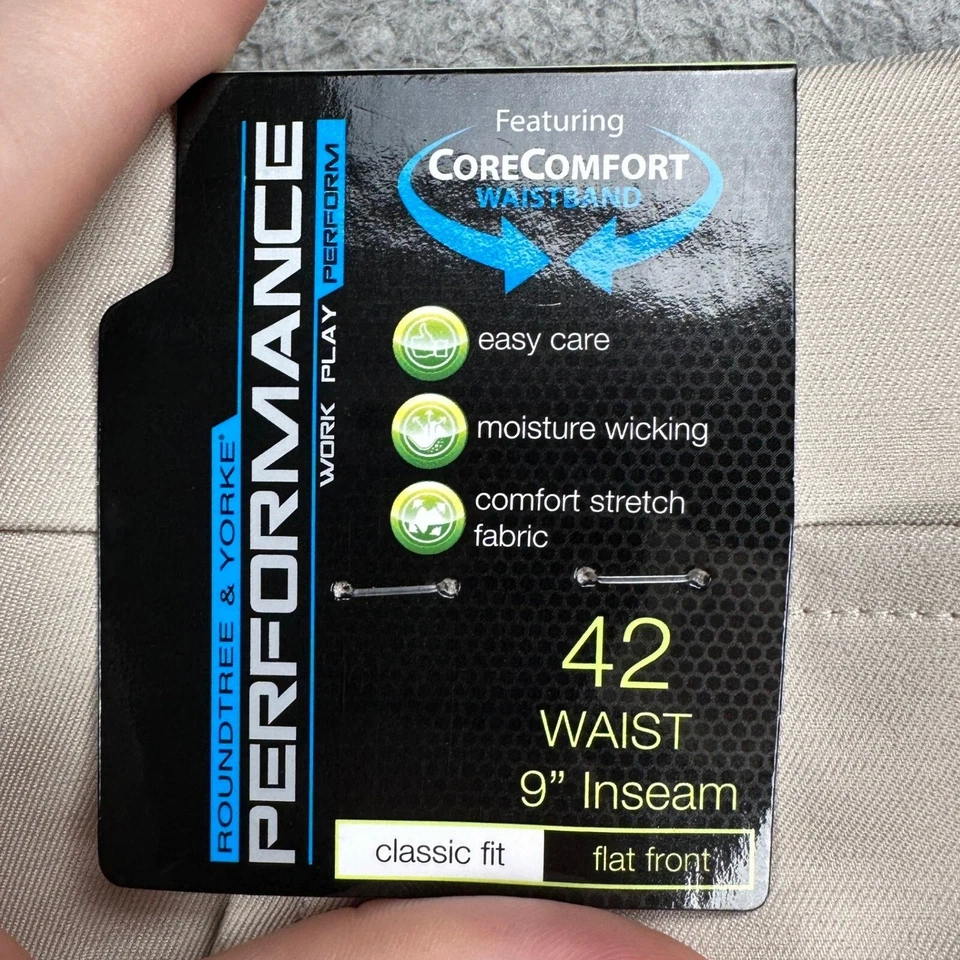 ROUNDTREE & YORKE®
PERFORMANCE
WORK PLAY PERFORM
Featuring
CORECOMFORT
WAISTBAND
easy care
moisture wicking
comfort stretch
fabric
42
WAIST
9” Inseam
classic fit
flat front